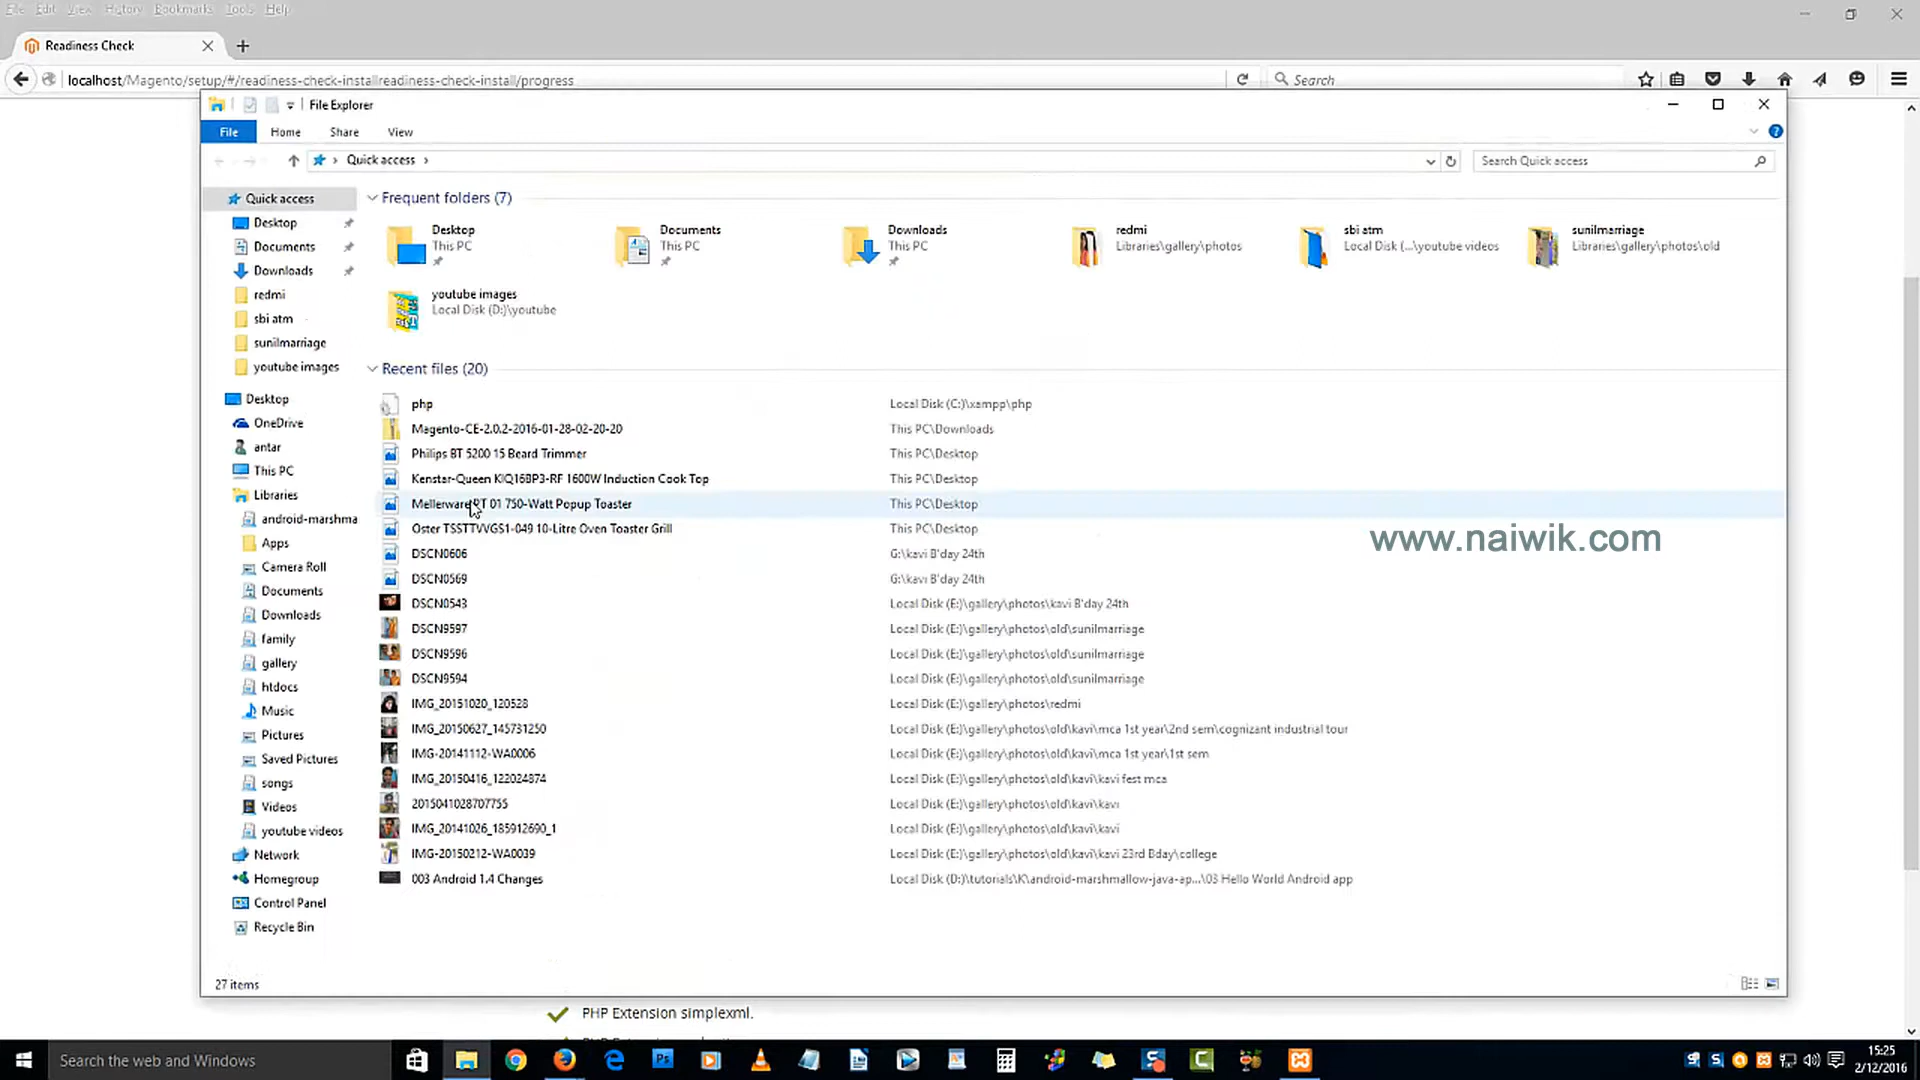 File Edit View History Bookmarks Tools Help
Readiness Check
localhost/Magento/setup/#/readiness-check-installreadiness-check-install/progress
Search
File Explorer
File Home Share View
Quick access
Search Quick access
Quick access
Desktop
Documents
Downloads
redmi
sbi atm
sunilmarriage
youtube images
Desktop
OneDrive
antar
This PC
Libraries
android-marshma
Apps
Camera Roll
Documents
Downloads
family
gallery
htdocs
Music
Pictures
Saved Pictures
songs
Videos
youtube videos
Network
Homegroup
Control Panel
Recycle Bin
Frequent folders (7)
Desktop
This PC
Documents
This PC
Downloads
This PC
redmi
Libraries\gallery\photos
sbi atm
Local Disk (...\youtube videos
sunilmarriage
Libraries\gallery\photos\old
youtube images
Local Disk (D:)\youtube
Recent files (20)
php Local Disk (C:)\xampp\php
Magento-CE-2.0.2-2016-01-28-02-20-20 This PC\Downloads
Philips BT 5200 15 Beard Trimmer This PC\Desktop
Kenstar-Queen KIQ16BP3-RF 1600W Induction Cook Top This PC\Desktop
Mellerware 01 750-Watt Popup Toaster This PC\Desktop
Oster TSSTTVVGS1-049 10-Litre Oven Toaster Grill This PC\Desktop
DSCN0606 G:\kavi B'day 24th
DSCN0569 G:\kavi B'day 24th
DSCN0543 Local Disk (E:)\gallery\photos\kavi B'day 24th
DSCN9597 Local Disk (E:)\gallery\photos\old\sunilmarriage
DSCN9596 Local Disk (E:)\gallery\photos\old\sunilmarriage
DSCN9594 Local Disk (E:)\gallery\photos\old\sunilmarriage
IMG_20151020_120528 Local Disk (E:)\gallery\photos\redmi
IMG_20150627_145731250 Local Disk (E:)\gallery\photos\old\kavi\mca 1st year\2nd sem\cognizant industrial tour
IMG-20141112-WA0006 Local Disk (E:)\gallery\photos\old\kavi\mca 1st year\1st sem
IMG_20150416_122024874 Local Disk (E:)\gallery\photos\old\kavi\kavi fest mca
2015041028707755 Local Disk (E:)\gallery\photos\old\kavi\kavi
IMG_20141026_185912690_1 Local Disk (E:)\gallery\photos\old\kavi\kavi
IMG-20150212-WA0039 Local Disk (E:)\gallery\photos\old\kavi\kavi 23rd Bday\college
003 Android 1.4 Changes Local Disk (D:)\tutorials\K\android-marshmallow-java-ap...\03 Hello World Android app
www.naiwik.com
27 items
PHP Extension simplexml.
Search the web and Windows
15:25
2/12/2016